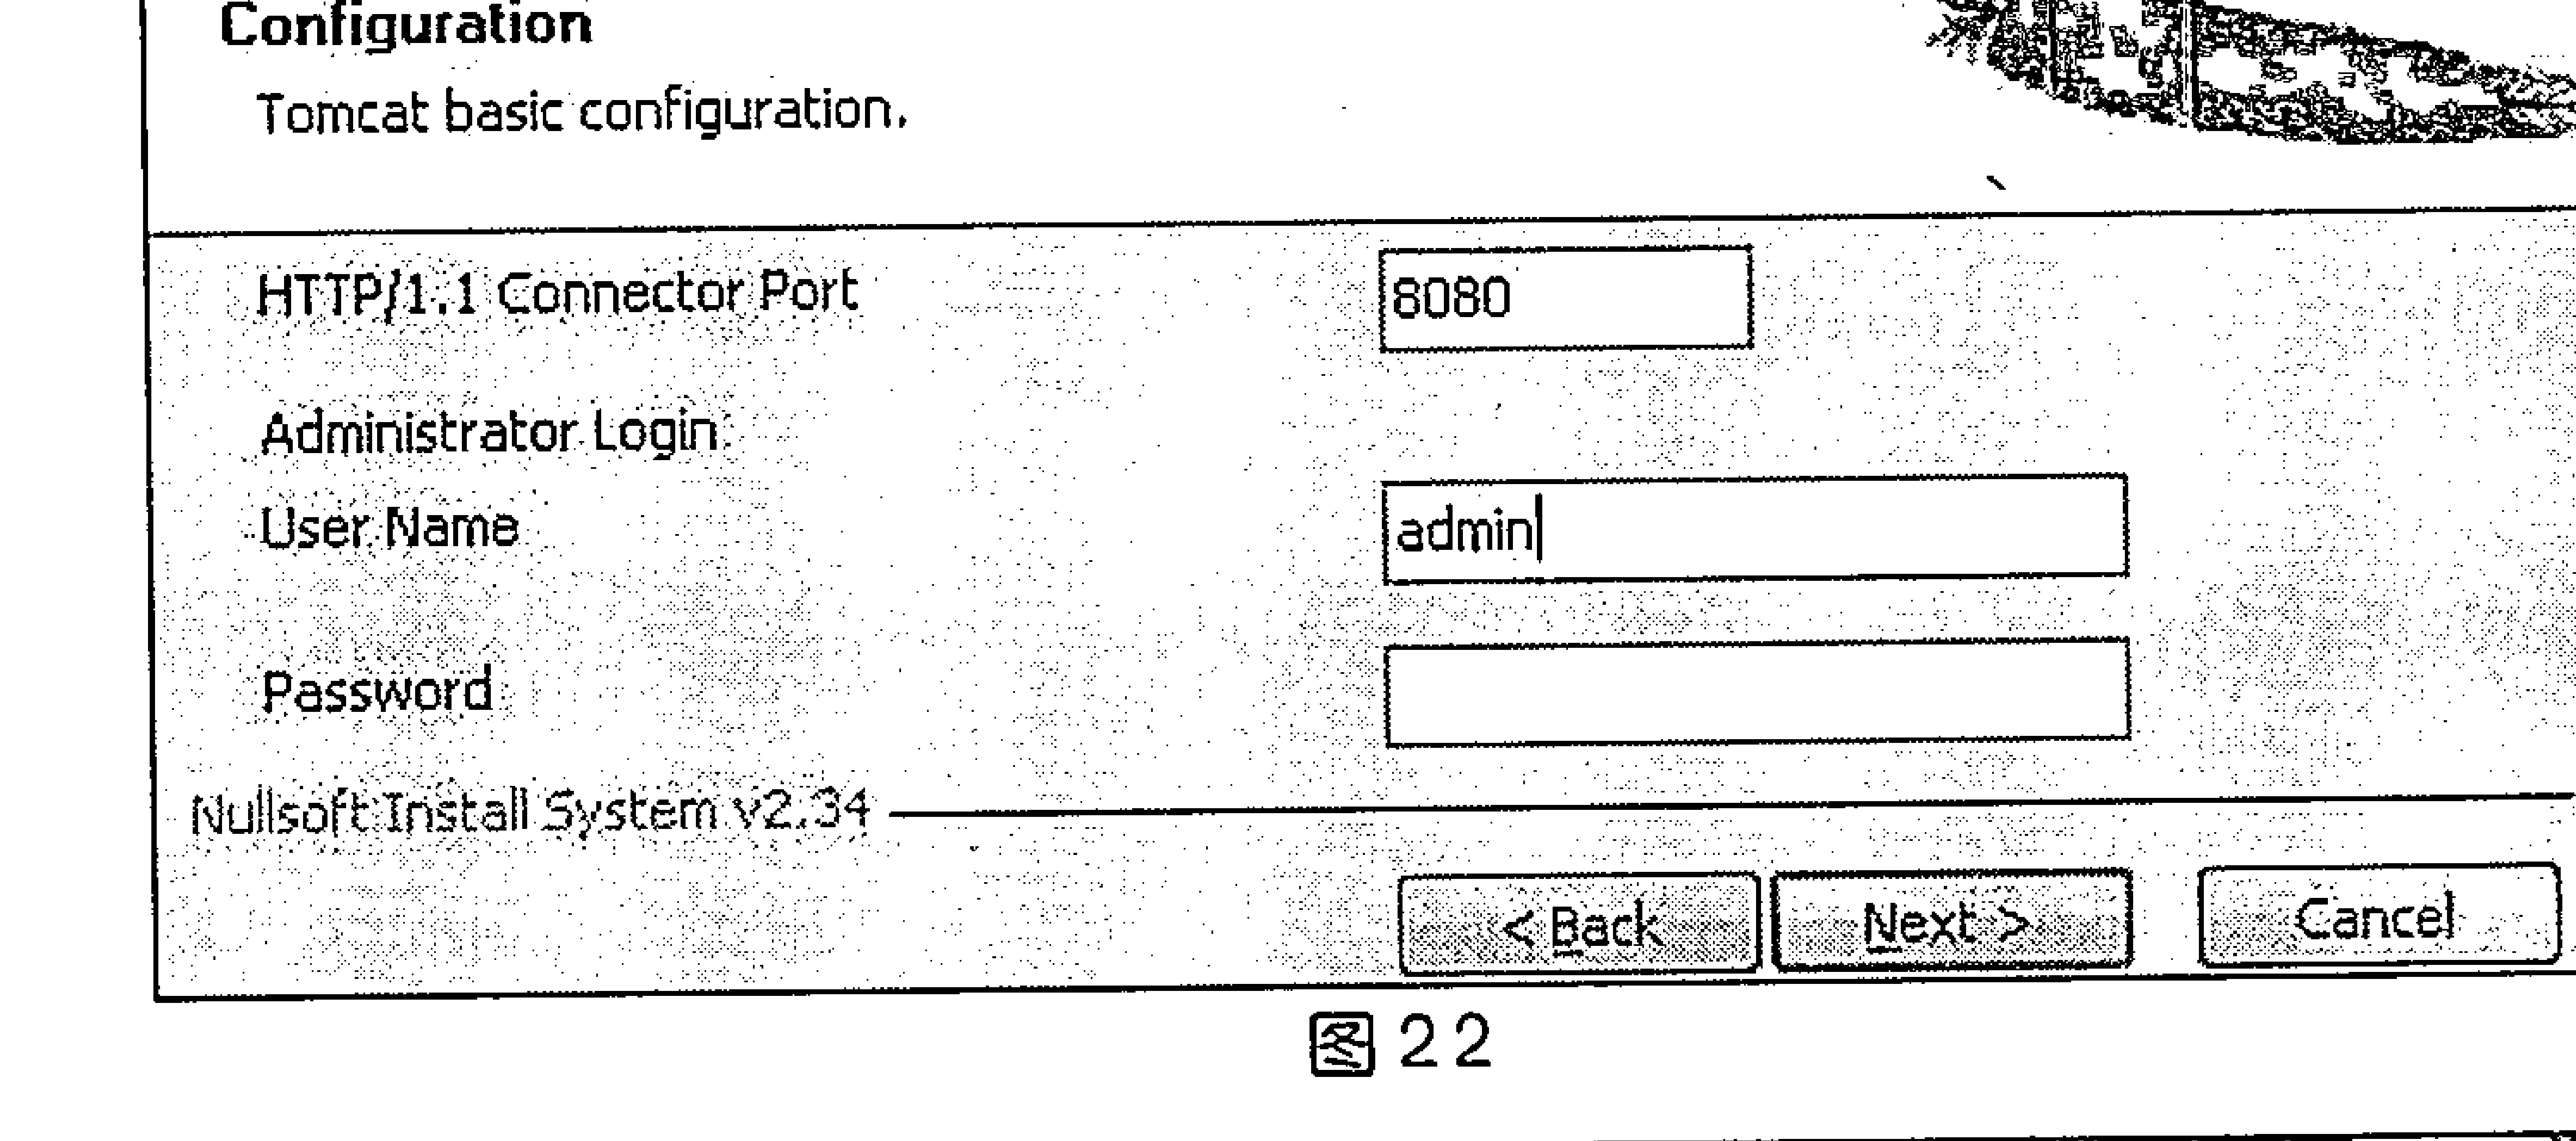 Configuration
Tomcat basic configuration.
HTTP/1.1 Connector Port 8080
Administrator Login
User Name admin
Password
Nullsoft Install System v2.34
< Back Next > Cancel
图 22